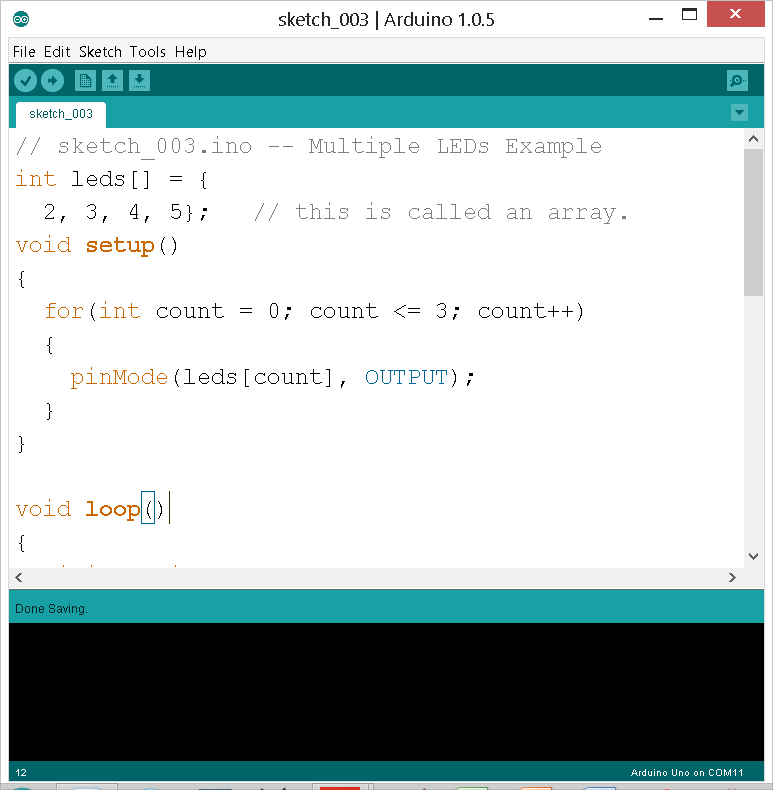 sketch_003 | Arduino 1.0.5
File Edit Sketch Tools Help
sketch_003
// sketch_003.ino -- Multiple LEDs Example
int leds[] = {
  2, 3, 4, 5};   // this is called an array.
void setup()
{
  for(int count = 0; count <= 3; count++)
  {
    pinMode(leds[count], OUTPUT);
  }
}
void loop()
{
Done Saving.
12
Arduino Uno on COM11